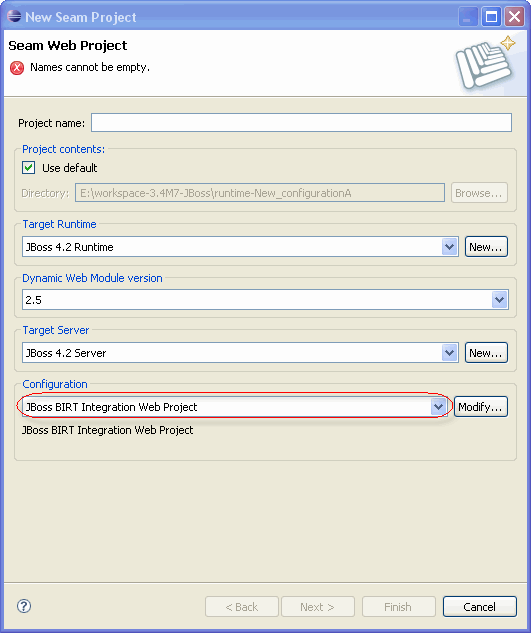 New Seam Project
Seam Web Project
Names cannot be empty.
Project name:
Project contents:
Use default
Directory: E:\workspace-3.4M7-JBoss\runtime-New_configurationA Browse...
Target Runtime
JBoss 4.2 Runtime New...
Dynamic Web Module version
2.5
Target Server
JBoss 4.2 Server New...
Configuration
JBoss BIRT Integration Web Project Modify...
JBoss BIRT Integration Web Project
? < Back Next > Finish Cancel